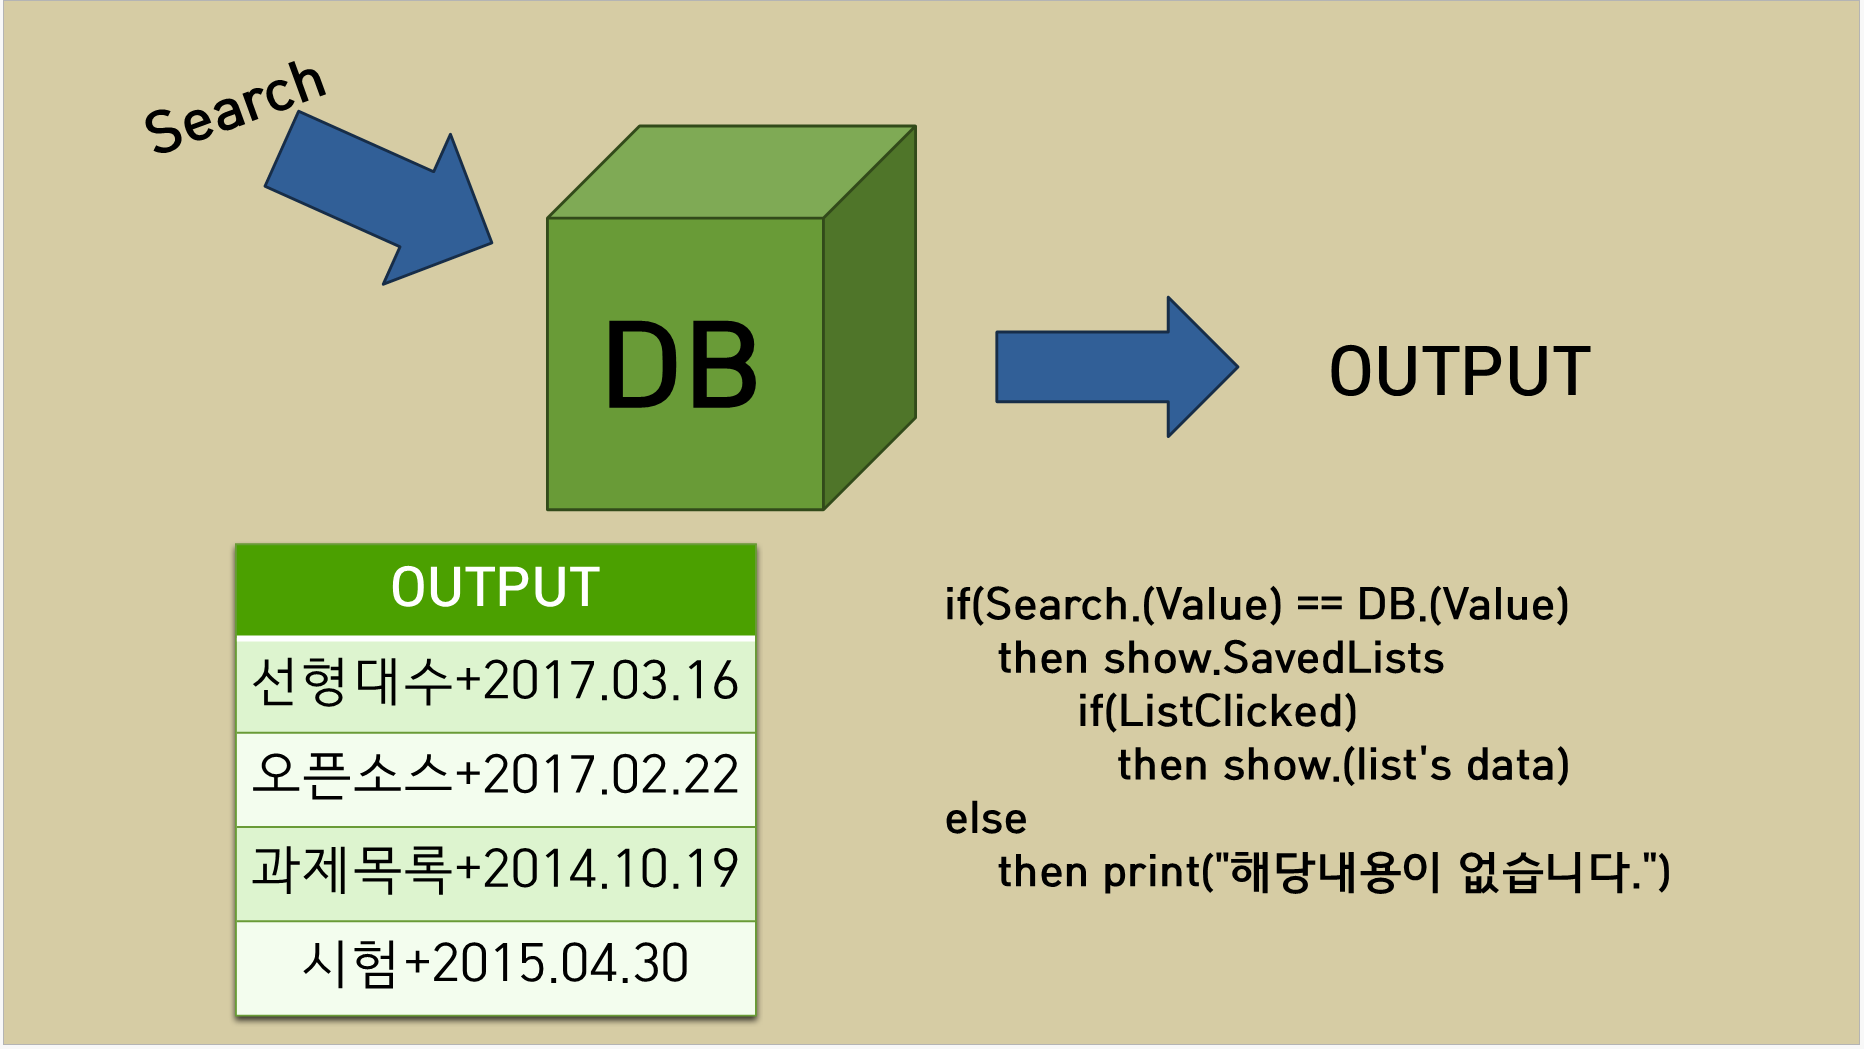 Search
DB
OUTPUT
OUTPUT
선형대수+2017.03.16
오픈소스+2017.02.22
과제목록+2014.10.19
시험+2015.04.30
if(Search.(Value) == DB.(Value)
then show.SavedLists
if(ListClicked)
then show.(list's data)
else
then print("해당내용이 없습니다.")